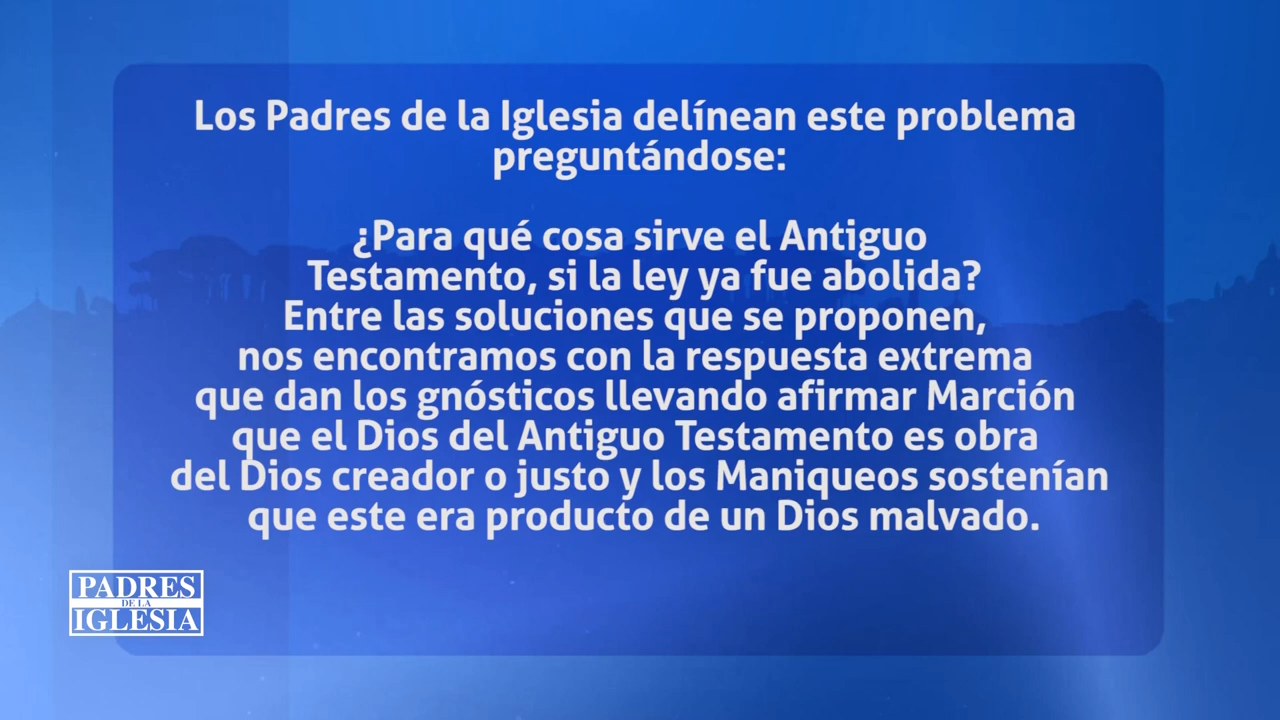 Los Padres de la Iglesia delínean este problema
preguntándose:
¿Para qué cosa sirve el Antiguo
Testamento, si la ley ya fue abolida?
Entre las soluciones que se proponen,
nos encontramos con la respuesta extrema
que dan los gnósticos llevando afirmar Marción
que el Dios del Antiguo Testamento es obra
del Dios creador o justo y los Maniqueos sostenían
que este era producto de un Dios malvado.
PADRES
DE LA
IGLESIA